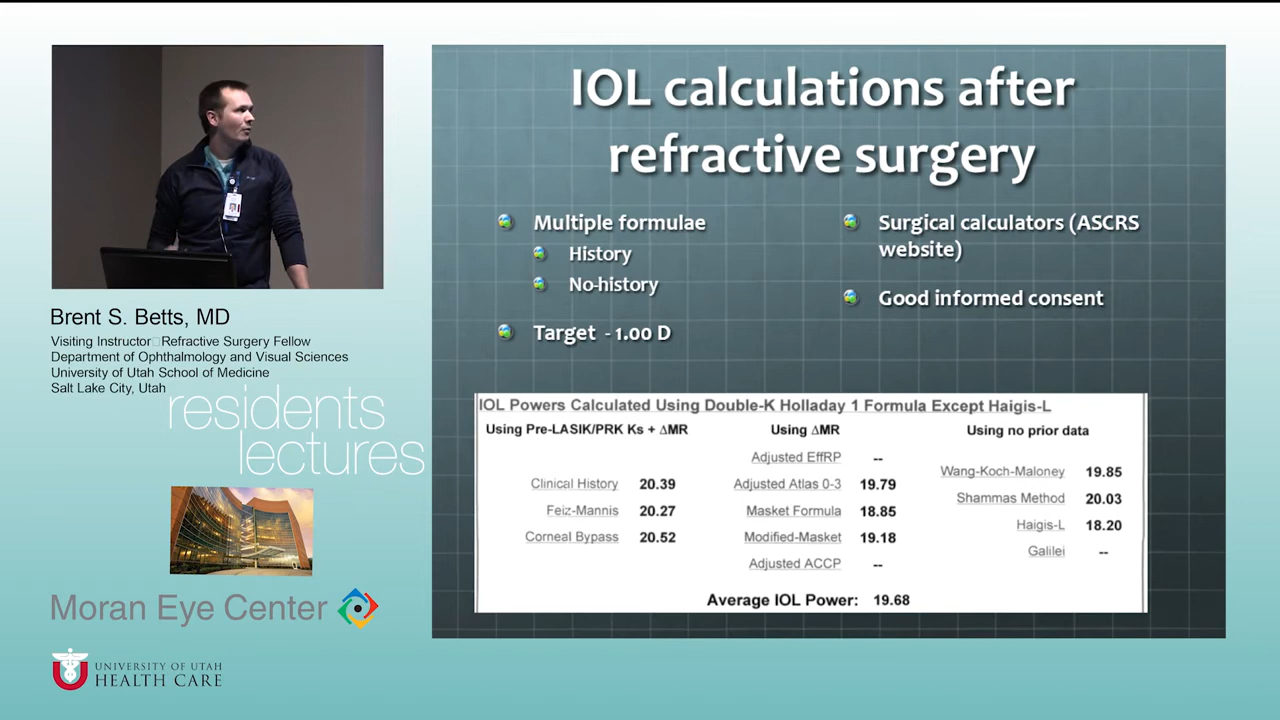 IOL calculations after
refractive surgery
Multiple formulae
History
No-history
Target - 1.00 D
Surgical calculators (ASCRS
website)
Good informed consent
IOL Powers Calculated Using Double-K Holladay 1 Formula Except Haigis-L
Using Pre-LASIK/PRK Ks + ΔMR
Clinical History 20.39
Feiz-Mannis 20.27
Corneal Bypass 20.52
Using ΔMR
Adjusted EffRP --
Adjusted Atlas 0-3 19.79
Masket Formula 18.85
Modified-Masket 19.18
Adjusted ACCP --
Using no prior data
Wang-Koch-Maloney 19.85
Shammas Method 20.03
Haigis-L 18.20
Galilei --
Average IOL Power: 19.68
Brent S. Betts, MD
Visiting Instructor□Refractive Surgery Fellow
Department of Ophthalmology and Visual Sciences
University of Utah School of Medicine
Salt Lake City, Utah
residents
lectures
Moran Eye Center
UNIVERSITY OF UTAH
HEALTH CARE